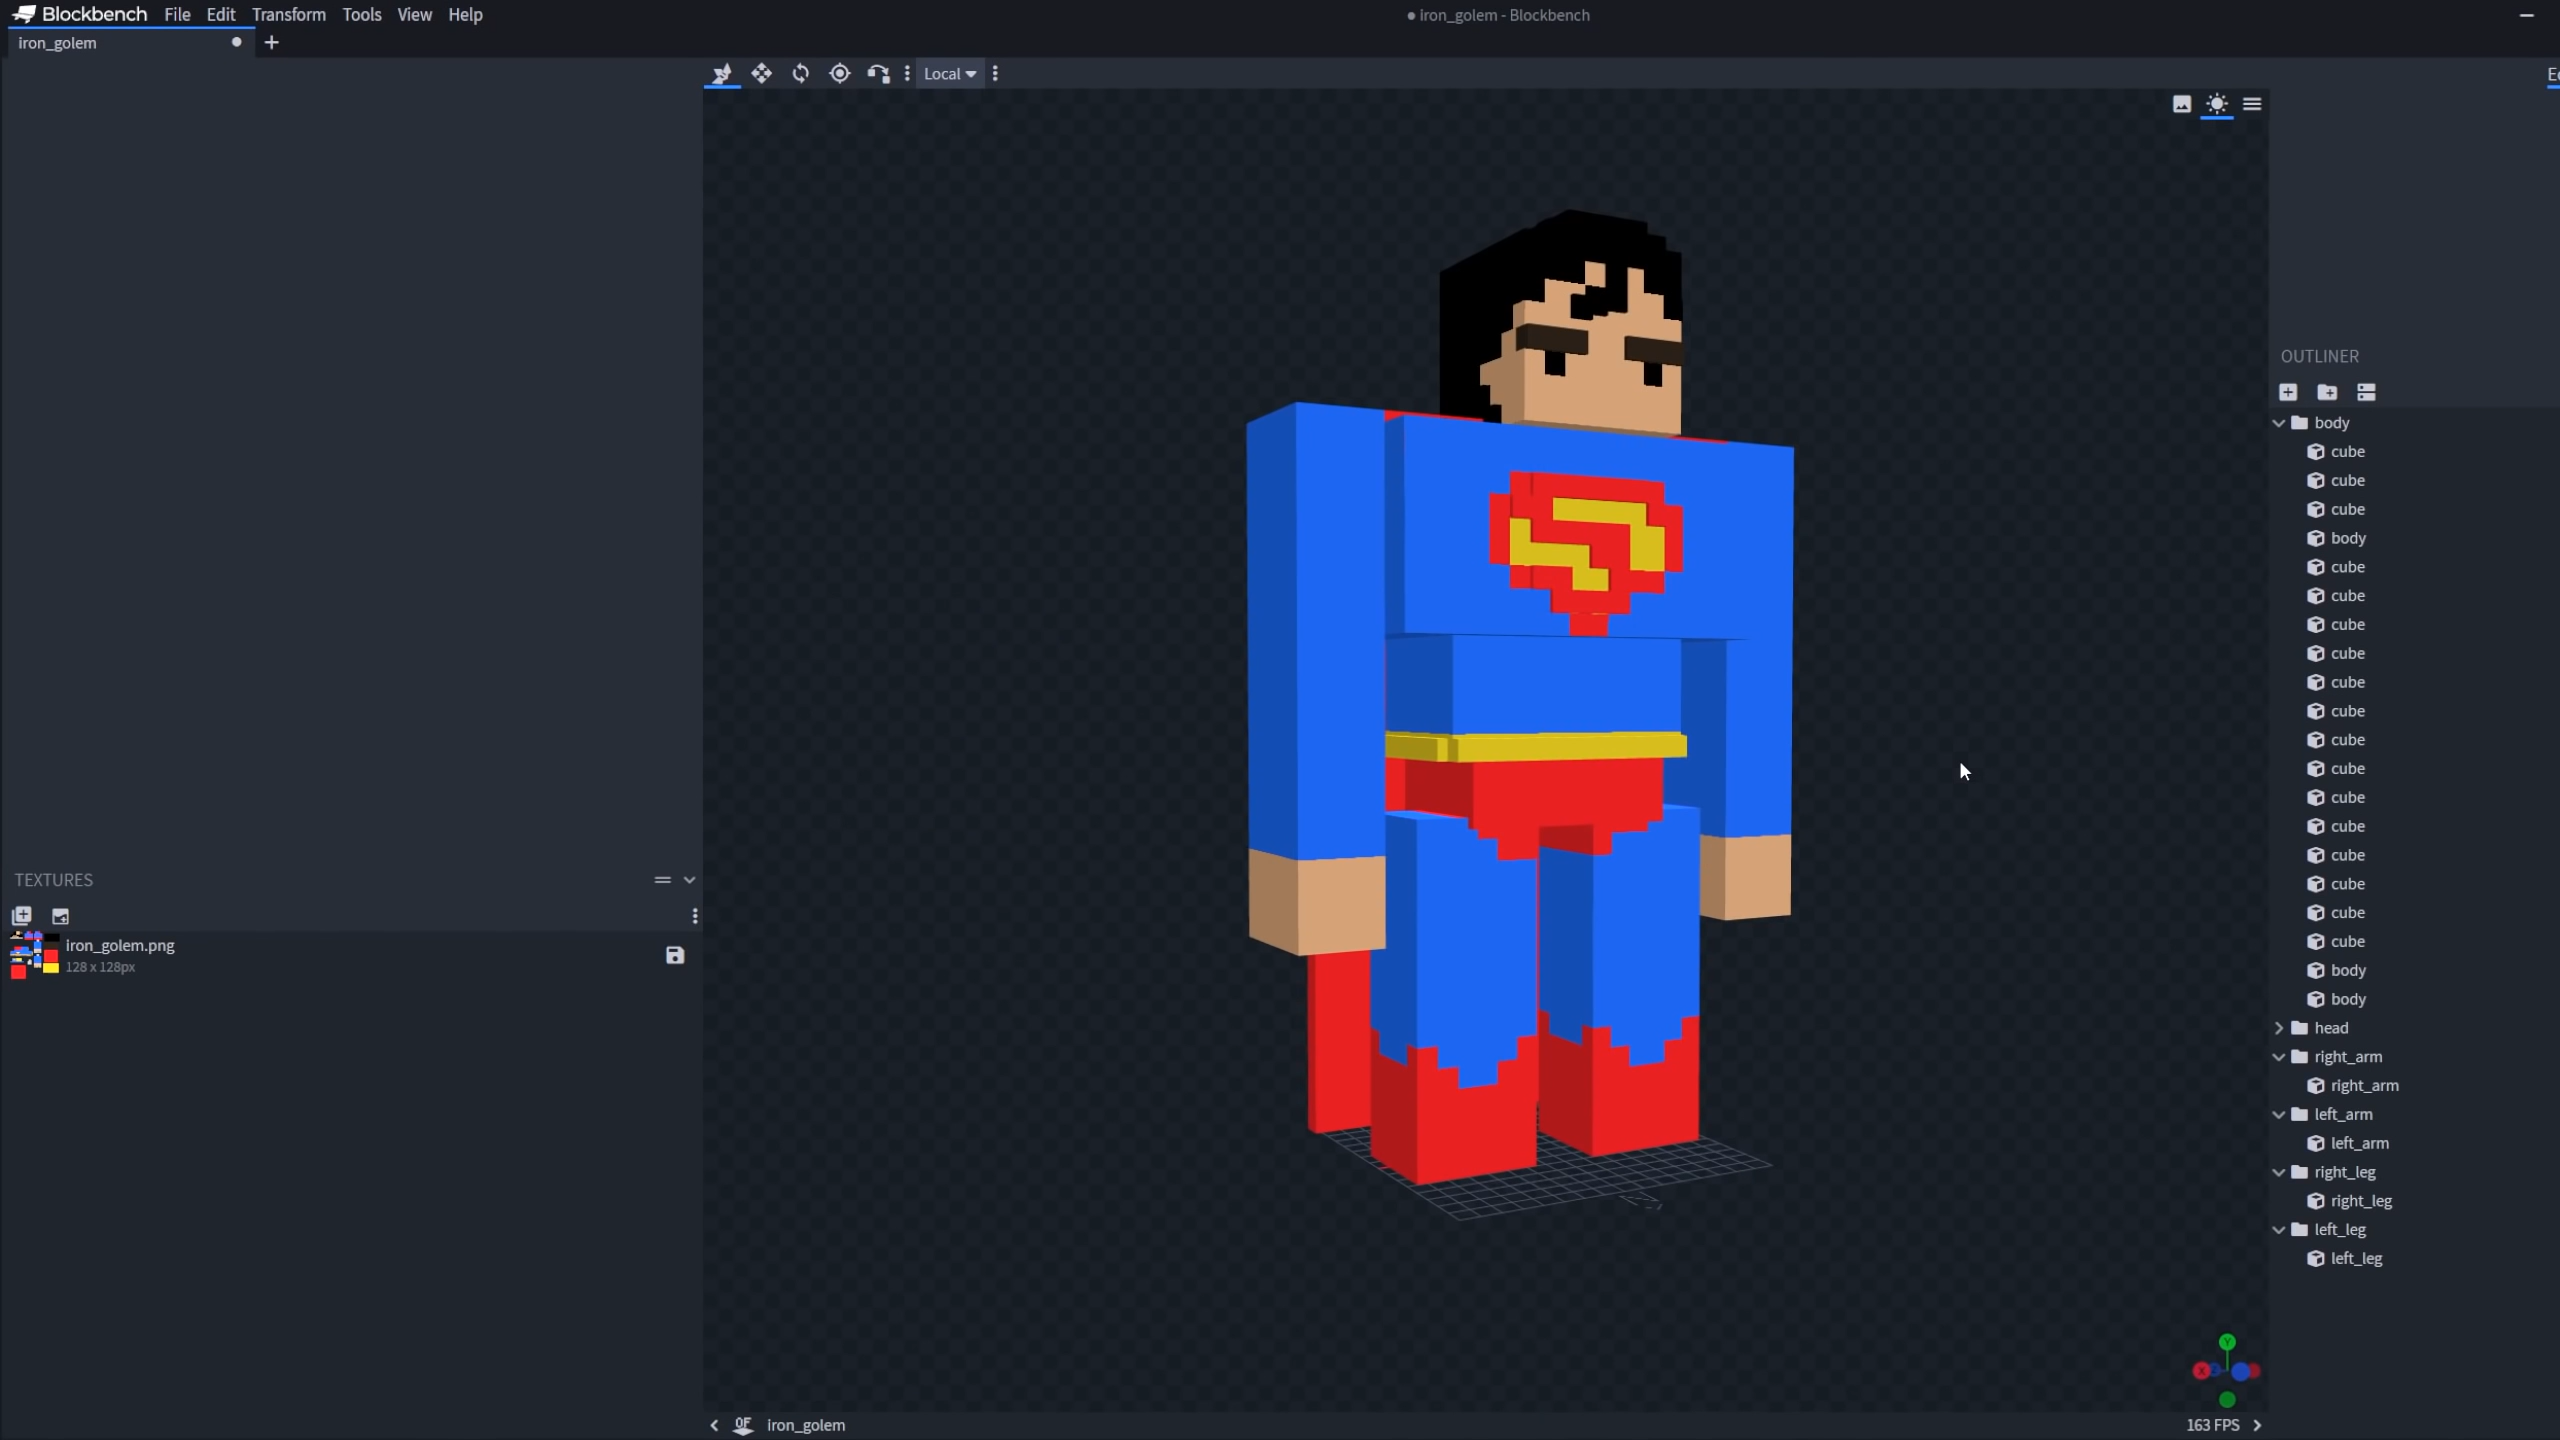 Blockbench File Edit Transform Tools View Help
● iron_golem - Blockbench
iron_golem
Local
OUTLINER
body
cube
cube
cube
body
cube
cube
cube
cube
cube
cube
cube
cube
cube
cube
cube
cube
cube
cube
body
body
head
right_arm
right_arm
left_arm
left_arm
right_leg
right_leg
left_leg
left_leg
TEXTURES
iron_golem.png
128 x 128px
Y
X
OF
iron_golem
163 FPS